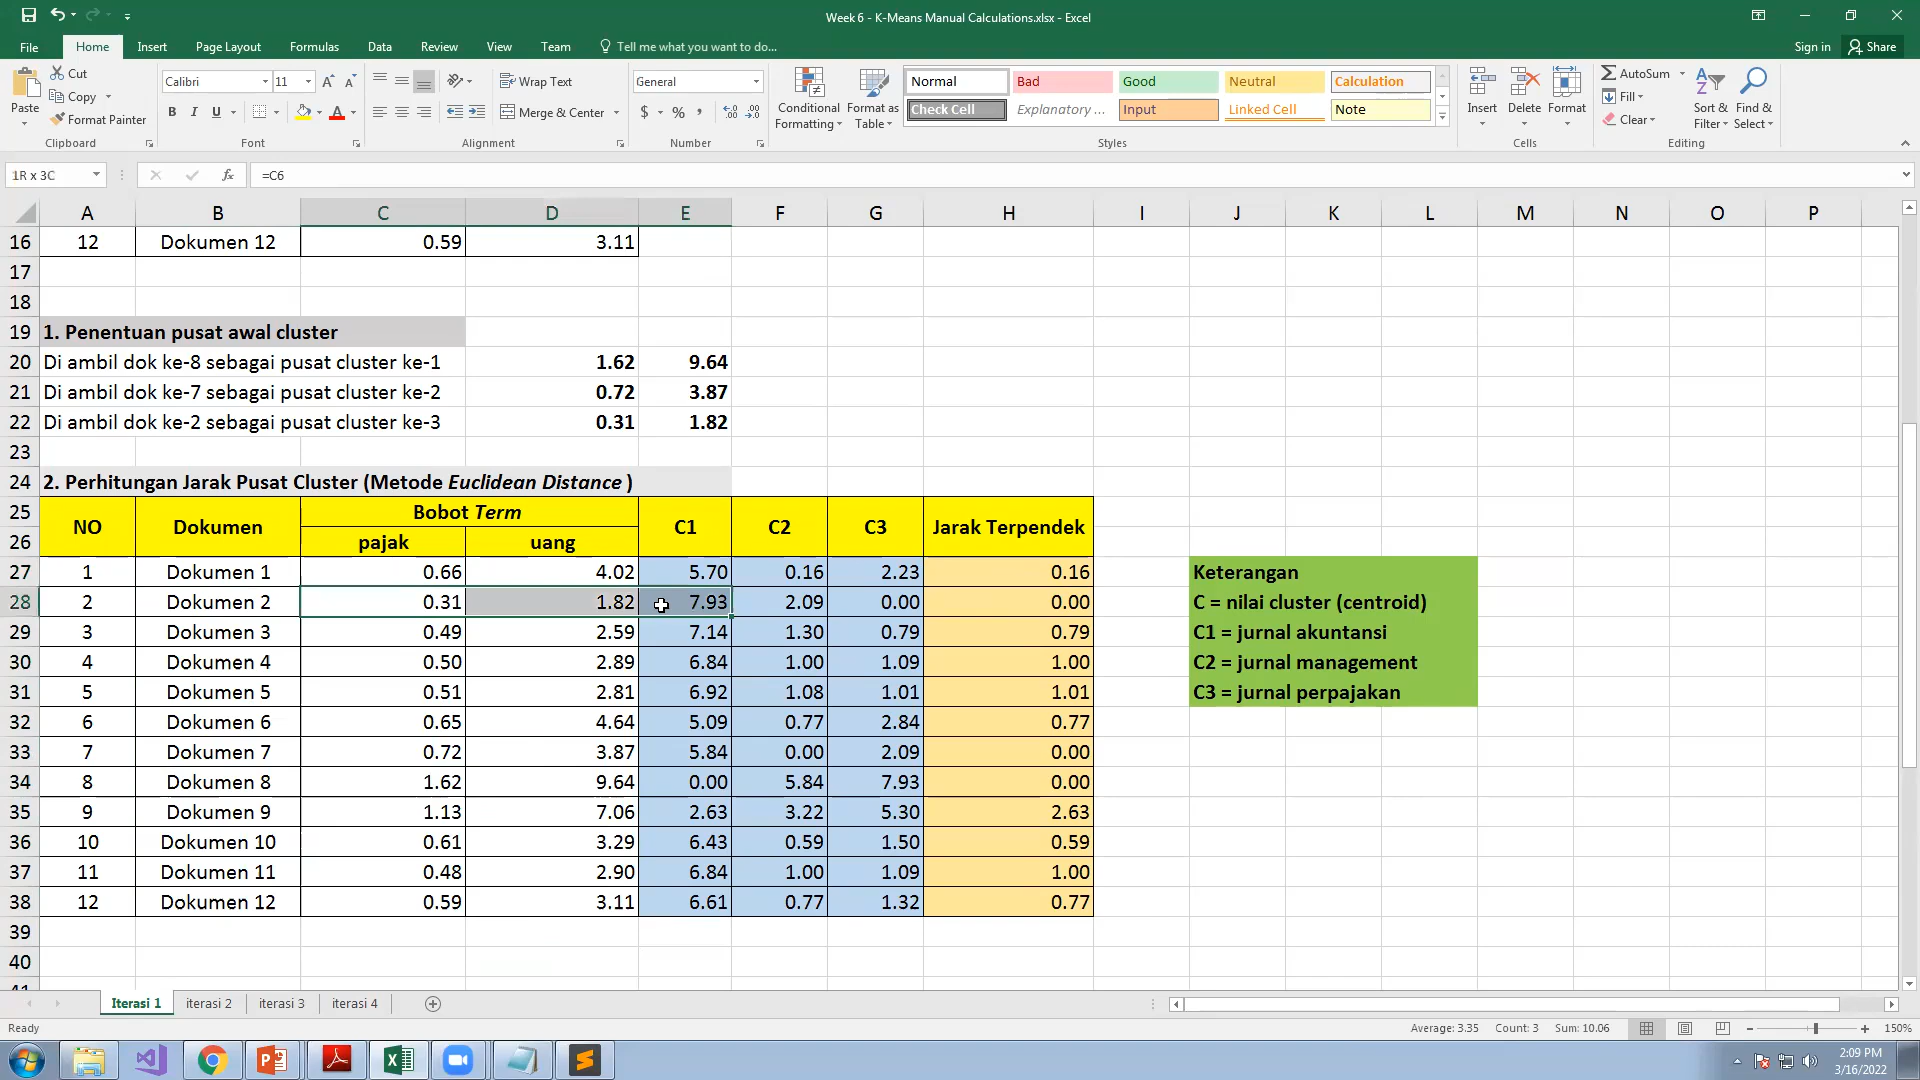 Week 6 - K-Means Manual Calculations.xlsx - Excel
File Home Insert Page Layout Formulas Data Review View Team Tell me what you want to do... Sign in Share
Paste Cut Copy Format Painter Clipboard
Calibri 11 A A B I U A Font
Wrap Text Merge & Center Alignment
General $ % , Number
Conditional Formatting Format as Table
Normal Bad Good Neutral Calculation
Check Cell Explanatory ... Input Linked Cell Note
Styles
Insert Delete Format Cells
AutoSum Fill Clear Sort & Filter Find & Select Editing
1R x 3C fx =C6
A B C D E F G H I J K L M N O P
16 12 Dokumen 12 0.59 3.11
17
18
19 1. Penentuan pusat awal cluster
20 Di ambil dok ke-8 sebagai pusat cluster ke-1 1.62 9.64
21 Di ambil dok ke-7 sebagai pusat cluster ke-2 0.72 3.87
22 Di ambil dok ke-2 sebagai pusat cluster ke-3 0.31 1.82
23
24 2. Perhitungan Jarak Pusat Cluster (Metode Euclidean Distance )
25 NO Dokumen Bobot Term C1 C2 C3 Jarak Terpendek
26 pajak uang
27 1 Dokumen 1 0.66 4.02 5.70 0.16 2.23 0.16 Keterangan
28 2 Dokumen 2 0.31 1.82 7.93 2.09 0.00 0.00 C = nilai cluster (centroid)
29 3 Dokumen 3 0.49 2.59 7.14 1.30 0.79 0.79 C1 = jurnal akuntansi
30 4 Dokumen 4 0.50 2.89 6.84 1.00 1.09 1.00 C2 = jurnal management
31 5 Dokumen 5 0.51 2.81 6.92 1.08 1.01 1.01 C3 = jurnal perpajakan
32 6 Dokumen 6 0.65 4.64 5.09 0.77 2.84 0.77
33 7 Dokumen 7 0.72 3.87 5.84 0.00 2.09 0.00
34 8 Dokumen 8 1.62 9.64 0.00 5.84 7.93 0.00
35 9 Dokumen 9 1.13 7.06 2.63 3.22 5.30 2.63
36 10 Dokumen 10 0.61 3.29 6.43 0.59 1.50 0.59
37 11 Dokumen 11 0.48 2.90 6.84 1.00 1.09 1.00
38 12 Dokumen 12 0.59 3.11 6.61 0.77 1.32 0.77
39
40
Iterasi 1 iterasi 2 iterasi 3 iterasi 4
Ready Average: 3.35 Count: 3 Sum: 10.06 150%
2:09 PM
3/16/2022